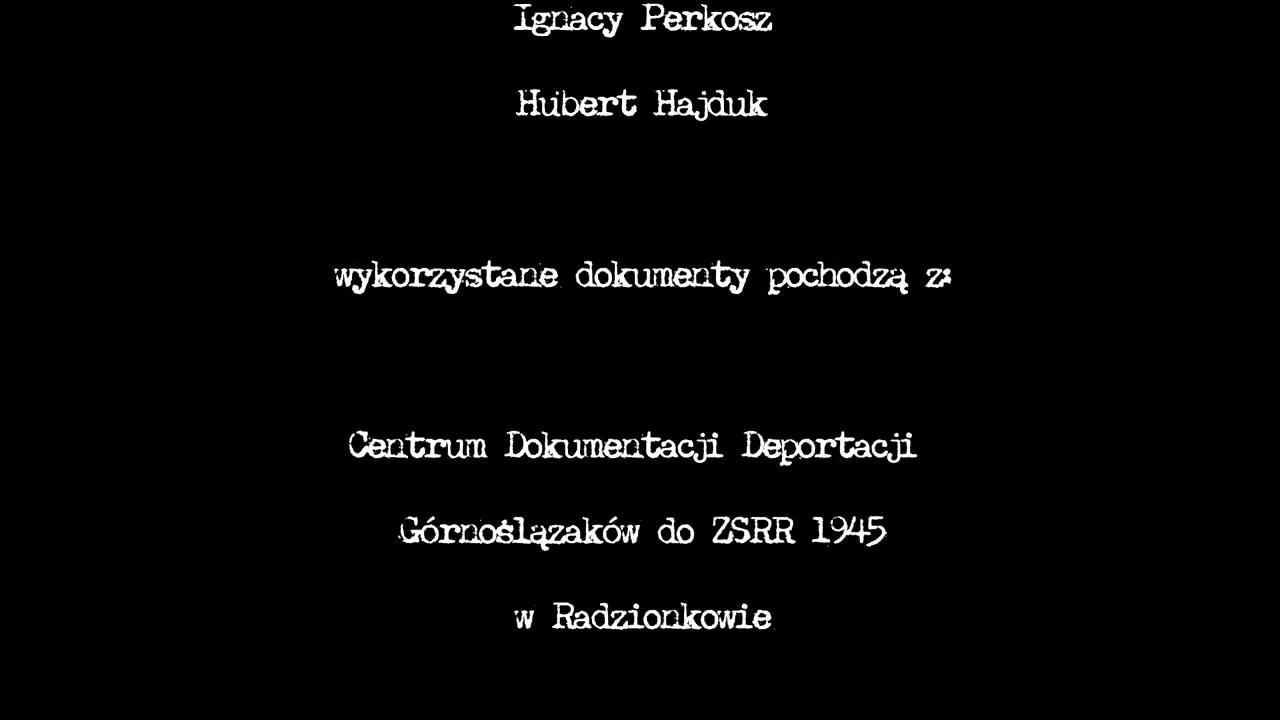 Ignacy Perkosz
Hubert Hajduk
wykorzystane dokumenty pochodzą z:
Centrum Dokumentacji Deportacji
Górnoślązaków do ZSRR 1945
w Radzionkowie